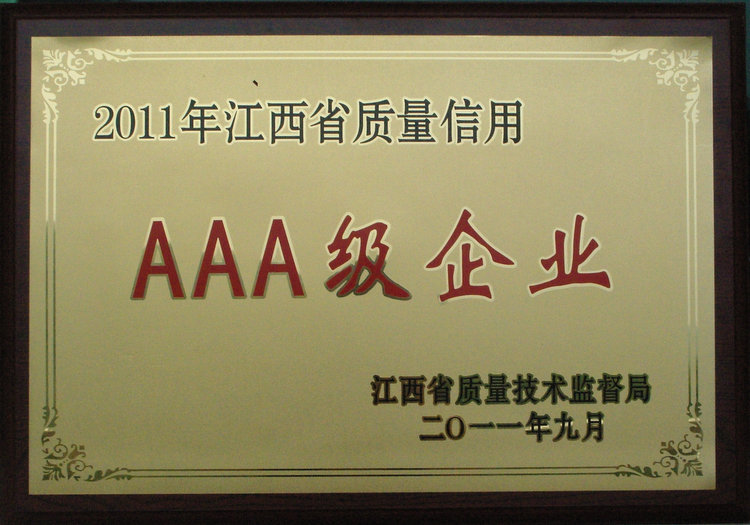 2011年江西省质量信用
AAA级企业
江西省质量技术监督局
二O一一年九月